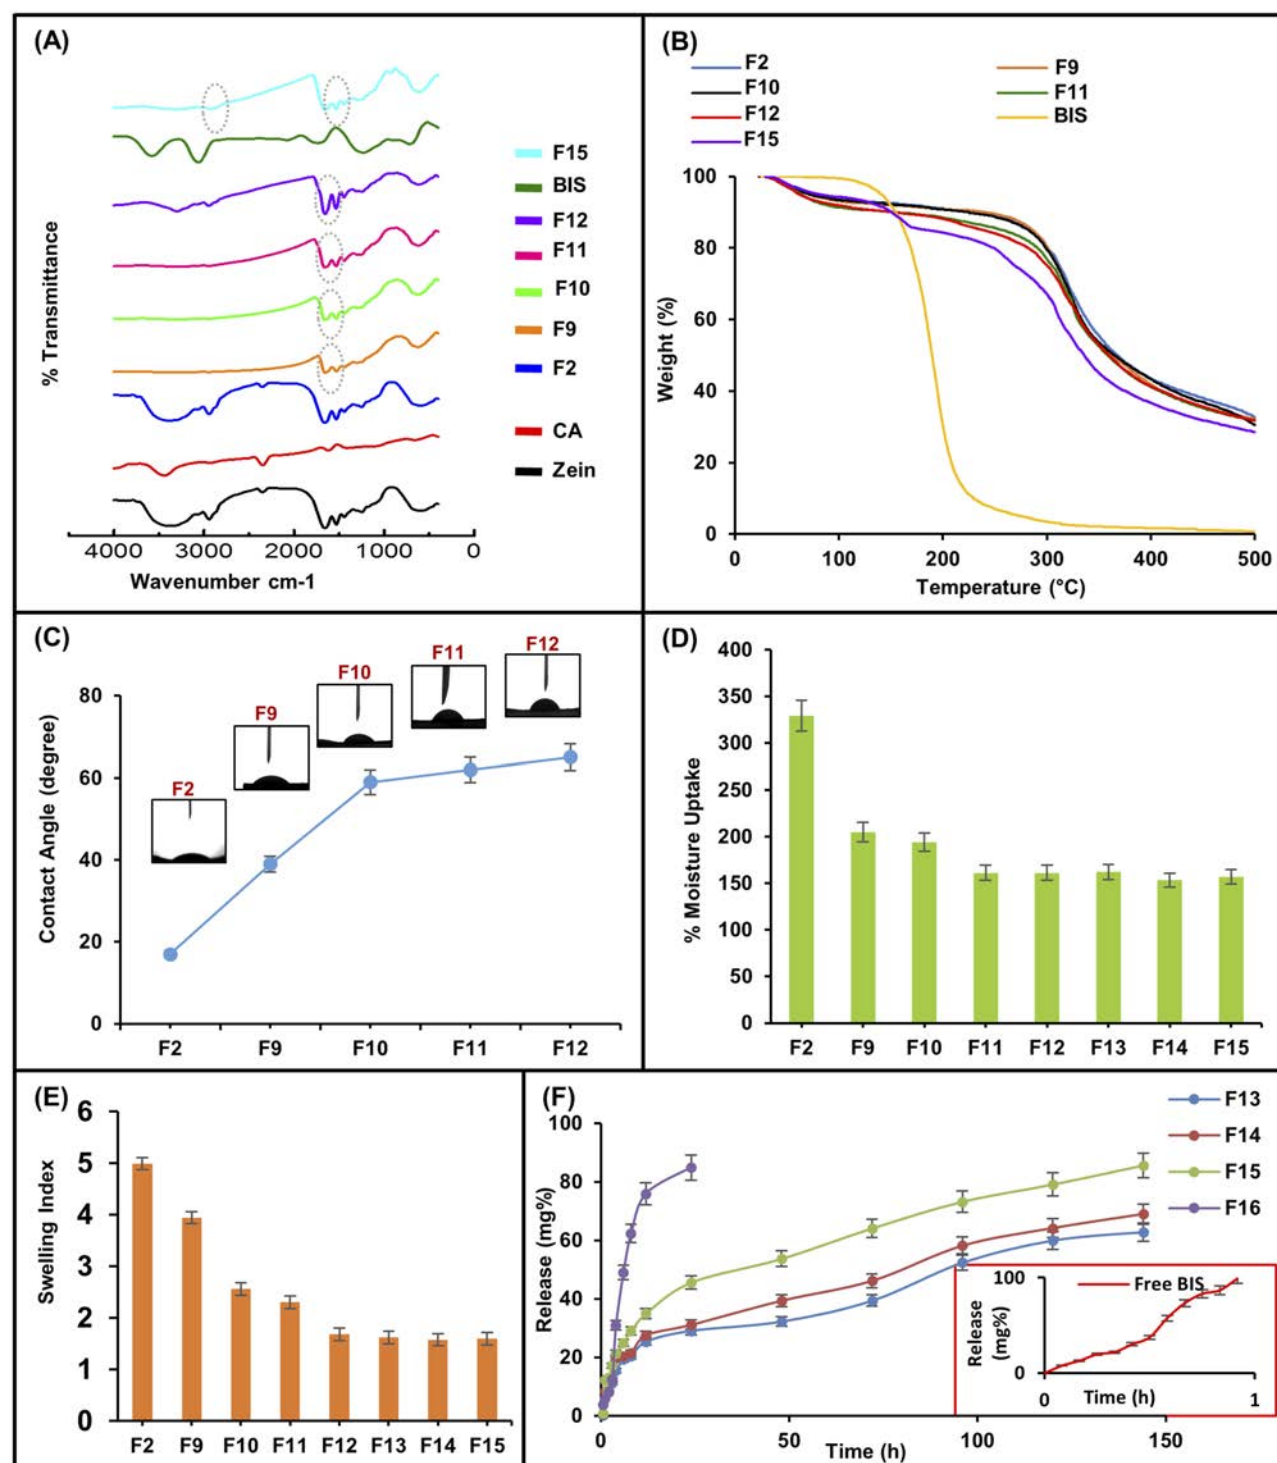 (A)
F15
BIS
F12
F11
F10
F9
F2
CA
Zein
% Transmittance
4000 3000 2000 1000 0
Wavenumber cm-1
(B)
F2 F9
F10 F11
F12 BIS
F15
100
80
60
40
20
0
Weight (%)
0 100 200 300 400 500
Temperature (°C)
(C)
F12
F11
F10
F9
F2
80
60
40
20
0
Contact Angle (degree)
F2 F9 F10 F11 F12
(D)
400
350
300
250
200
150
100
50
0
% Moisture Uptake
F2 F9 F10 F11 F12 F13 F14 F15
(E)
6
5
4
3
2
1
0
Swelling Index
F2 F9 F10 F11 F12 F13 F14 F15
(F)
F13
F14
F15
F16
100
80
60
40
20
0
Release (mg%)
0 50 100 150
Time (h)
100
Free BIS
Release
(mg%)
0
0 1
Time (h)